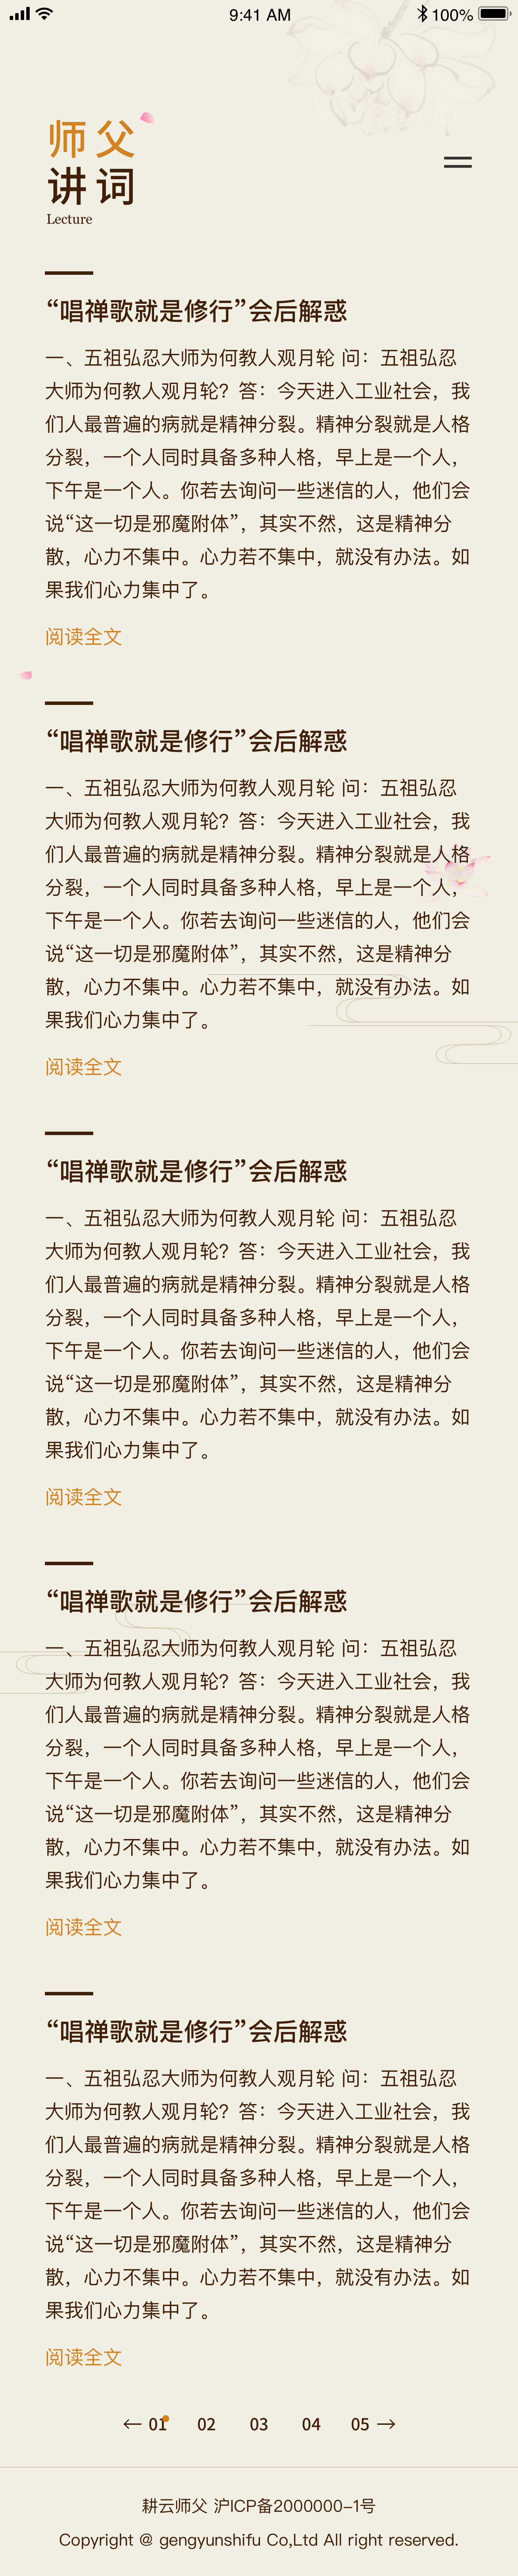 9:41 AM 100%
师父
讲词
Lecture
“唱禅歌就是修行”会后解惑
一、五祖弘忍大师为何教人观月轮 问：五祖弘忍
大师为何教人观月轮？答：今天进入工业社会，我
们人最普遍的病就是精神分裂。精神分裂就是人格
分裂，一个人同时具备多种人格，早上是一个人，
下午是一个人。你若去询问一些迷信的人，他们会
说“这一切是邪魔附体”，其实不然，这是精神分
散，心力不集中。心力若不集中，就没有办法。如
果我们心力集中了。
阅读全文
“唱禅歌就是修行”会后解惑
一、五祖弘忍大师为何教人观月轮 问：五祖弘忍
大师为何教人观月轮？答：今天进入工业社会，我
们人最普遍的病就是精神分裂。精神分裂就是人格
分裂，一个人同时具备多种人格，早上是一个人，
下午是一个人。你若去询问一些迷信的人，他们会
说“这一切是邪魔附体”，其实不然，这是精神分
散，心力不集中。心力若不集中，就没有办法。如
果我们心力集中了。
阅读全文
“唱禅歌就是修行”会后解惑
一、五祖弘忍大师为何教人观月轮 问：五祖弘忍
大师为何教人观月轮？答：今天进入工业社会，我
们人最普遍的病就是精神分裂。精神分裂就是人格
分裂，一个人同时具备多种人格，早上是一个人，
下午是一个人。你若去询问一些迷信的人，他们会
说“这一切是邪魔附体”，其实不然，这是精神分
散，心力不集中。心力若不集中，就没有办法。如
果我们心力集中了。
阅读全文
“唱禅歌就是修行”会后解惑
一、五祖弘忍大师为何教人观月轮 问：五祖弘忍
大师为何教人观月轮？答：今天进入工业社会，我
们人最普遍的病就是精神分裂。精神分裂就是人格
分裂，一个人同时具备多种人格，早上是一个人，
下午是一个人。你若去询问一些迷信的人，他们会
说“这一切是邪魔附体”，其实不然，这是精神分
散，心力不集中。心力若不集中，就没有办法。如
果我们心力集中了。
阅读全文
“唱禅歌就是修行”会后解惑
一、五祖弘忍大师为何教人观月轮 问：五祖弘忍
大师为何教人观月轮？答：今天进入工业社会，我
们人最普遍的病就是精神分裂。精神分裂就是人格
分裂，一个人同时具备多种人格，早上是一个人，
下午是一个人。你若去询问一些迷信的人，他们会
说“这一切是邪魔附体”，其实不然，这是精神分
散，心力不集中。心力若不集中，就没有办法。如
果我们心力集中了。
阅读全文
← 01 02 03 04 05 →
耕云师父 沪ICP备2000000-1号
Copyright @ gengyunshifu Co,Ltd All right reserved.